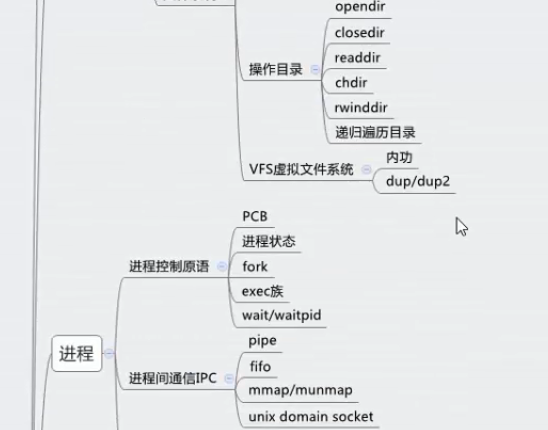 opendir
closedir
readdir
操作目录
chdir
rwinddir
递归遍历目录
VFS虚拟文件系统
内功
dup/dup2
进程
进程控制原语
PCB
进程状态
fork
exec族
wait/waitpid
进程间通信IPC
pipe
fifo
mmap/munmap
unix domain socket